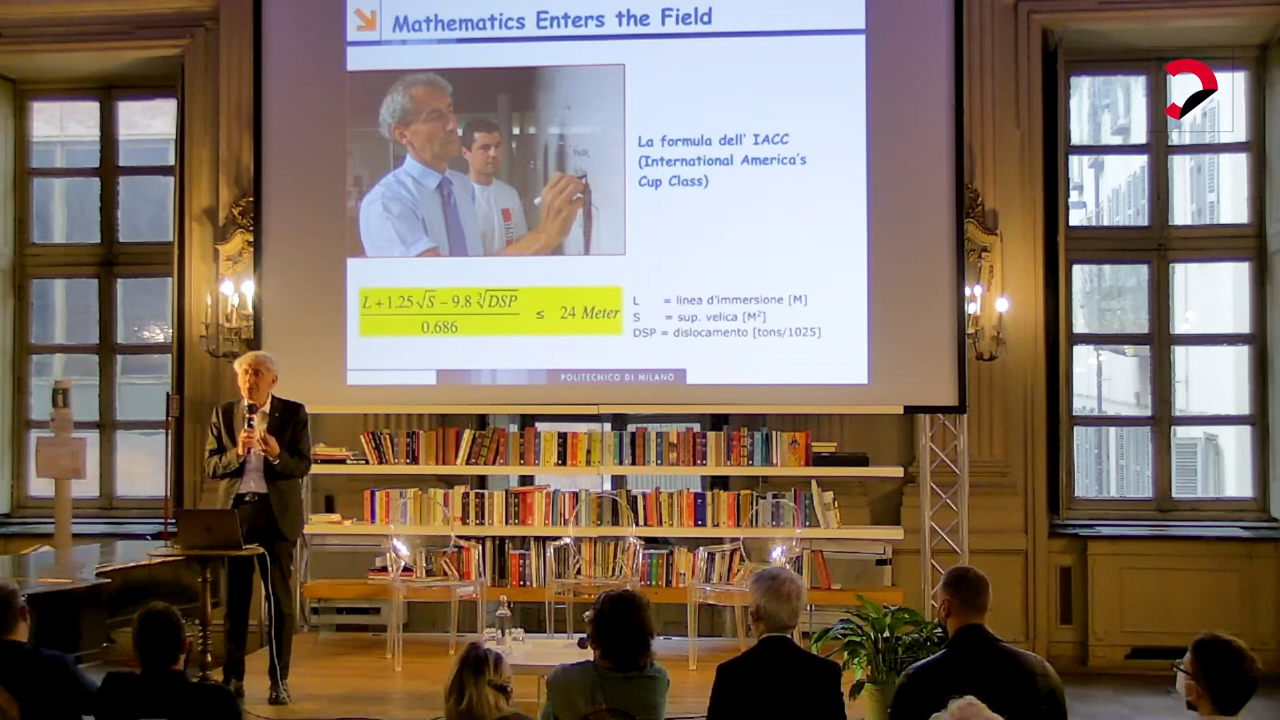 Mathematics Enters the Field
La formula dell' IACC
(International America's
Cup Class)
L + 1.25 √S − 9.8 ∛DSP
0.686
≤ 24 Meter
L = linea d'immersione [M]
S = sup. velica [M²]
DSP = dislocamento [tons/1025]
POLITECNICO DI MILANO